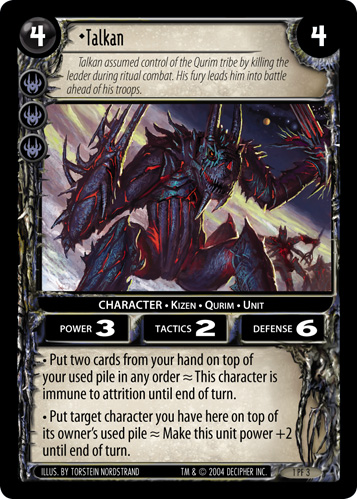 4 •Talkan 4
Talkan assumed control of the Qurim tribe by killing the
leader during ritual combat. His fury leads him into battle
ahead of his troops.
CHARACTER • KIZEN • QURIM • UNIT
POWER 3 TACTICS 2 DEFENSE 6
• Put two cards from your hand on top of
your used pile in any order ≈ This character is
immune to attrition until end of turn.
• Put target character you have here on top of
its owner's used pile ≈ Make this unit power +2
until end of turn.
ILLUS. BY TORSTEIN NORDSTRAND TM & © 2004 DECIPHER INC. 1 PF 3